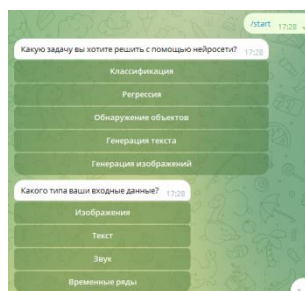 /start 17:28
Какую задачу вы хотите решить с помощью нейросети? 17:28
Классификация
Регрессия
Обнаружение объектов
Генерация текста
Генерация изображений
Какого типа ваши входные данные? 17:28
Изображения
Текст
Звук
Временные ряды